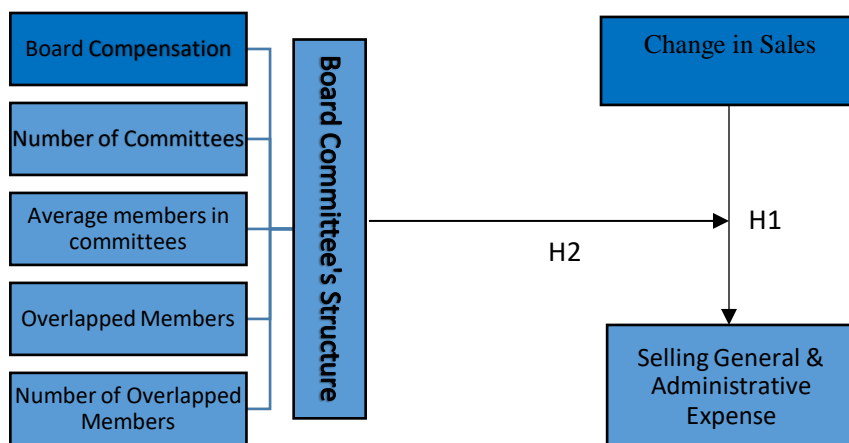 Board Compensation
Number of Committees
Average members in
committees
Overlapped Members
Number of Overlapped
Members
Board Committee's Structure
H2
Change in Sales
H1
Selling General &
Administrative
Expense